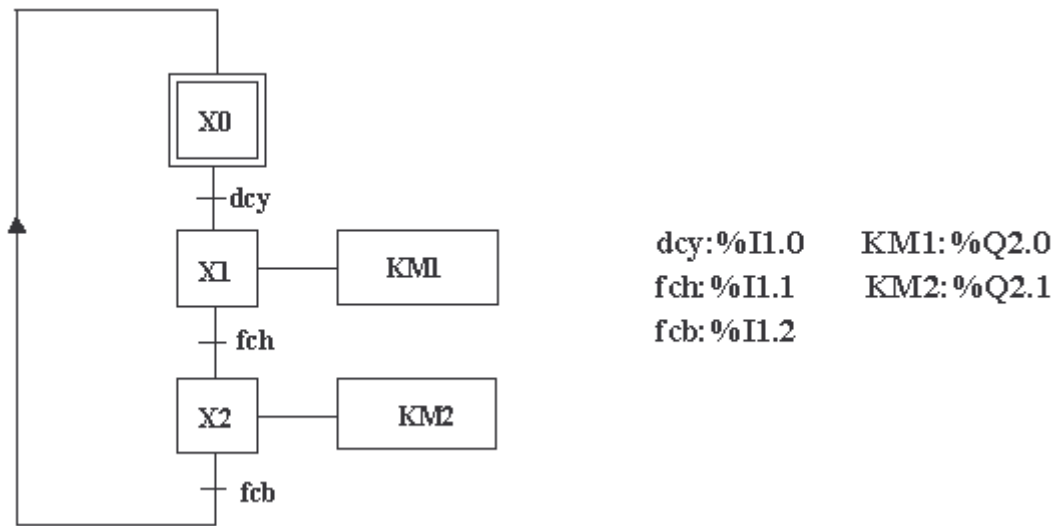 X0
dcy
X1
KM1
fch
X2
KM2
fcb
dcy:%I1.0 KM1:%Q2.0
fch:%I1.1 KM2:%Q2.1
fcb:%I1.2